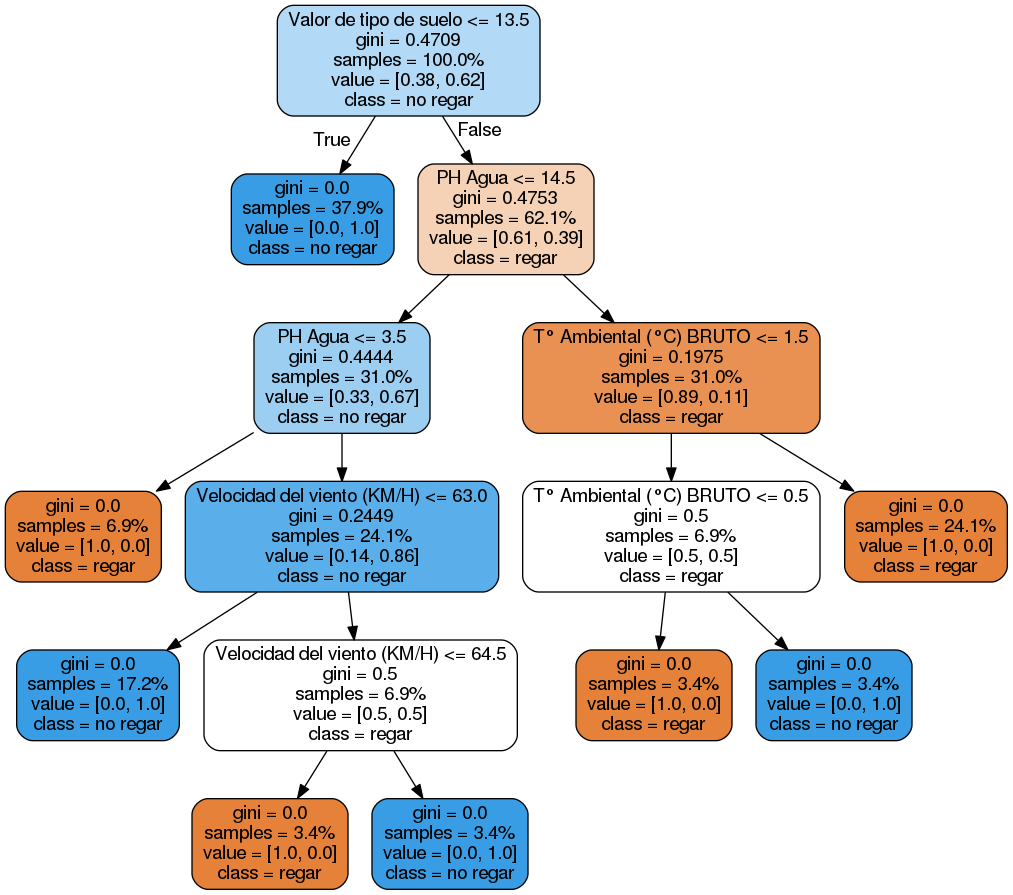 Valor de tipo de suelo <= 13.5
gini = 0.4709
samples = 100.0%
value = [0.38, 0.62]
class = no regar
True
False
gini = 0.0
samples = 37.9%
value = [0.0, 1.0]
class = no regar
PH Agua <= 14.5
gini = 0.4753
samples = 62.1%
value = [0.61, 0.39]
class = regar
PH Agua <= 3.5
gini = 0.4444
samples = 31.0%
value = [0.33, 0.67]
class = no regar
T° Ambiental (°C) BRUTO <= 1.5
gini = 0.1975
samples = 31.0%
value = [0.89, 0.11]
class = regar
gini = 0.0
samples = 6.9%
value = [1.0, 0.0]
class = regar
Velocidad del viento (KM/H) <= 63.0
gini = 0.2449
samples = 24.1%
value = [0.14, 0.86]
class = no regar
T° Ambiental (°C) BRUTO <= 0.5
gini = 0.5
samples = 6.9%
value = [0.5, 0.5]
class = regar
gini = 0.0
samples = 24.1%
value = [1.0, 0.0]
class = regar
gini = 0.0
samples = 17.2%
value = [0.0, 1.0]
class = no regar
Velocidad del viento (KM/H) <= 64.5
gini = 0.5
samples = 6.9%
value = [0.5, 0.5]
class = regar
gini = 0.0
samples = 3.4%
value = [1.0, 0.0]
class = regar
gini = 0.0
samples = 3.4%
value = [0.0, 1.0]
class = no regar
gini = 0.0
samples = 3.4%
value = [1.0, 0.0]
class = regar
gini = 0.0
samples = 3.4%
value = [0.0, 1.0]
class = no regar